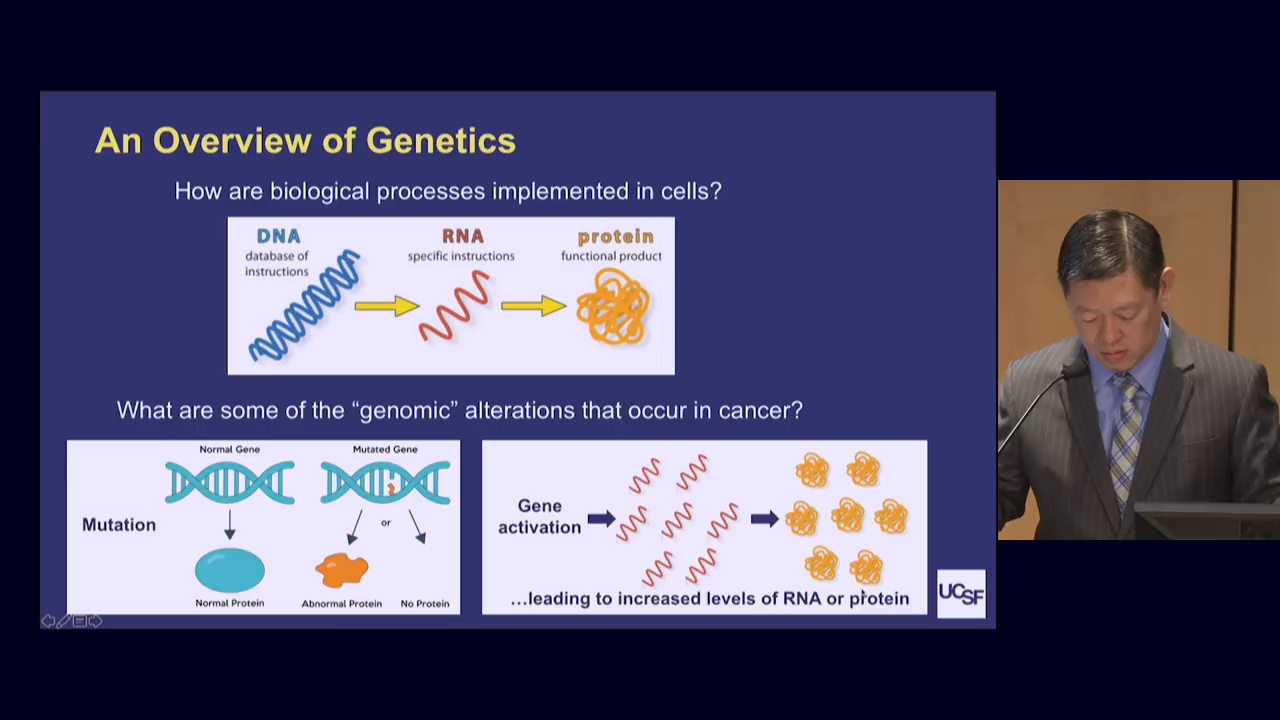 An Overview of Genetics
How are biological processes implemented in cells?
DNA
database of
instructions
RNA
specific instructions
protein
functional product
What are some of the “genomic” alterations that occur in cancer?
Mutation
Normal Gene
Mutated Gene
or
Normal Protein
Abnormal Protein
No Protein
Gene
activation
...leading to increased levels of RNA or protein
UCSF